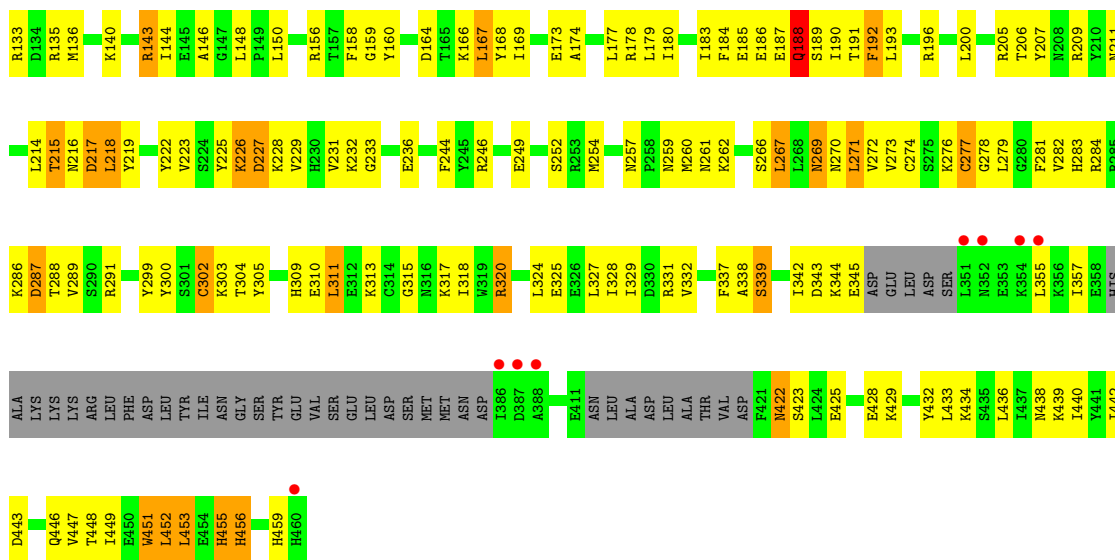 R133 D134 R135 M136 K140 R143 I144 E145 A146 G147 L148 P149 L150 R156 T157 F158 G159 Y160 D164 T165 K166 L167 Y168 I169 E173 A174 L177 R178 L179 I180 I183 F184 E185 E186 E187 Q188 S189 I190 T191 F192 L193 R196 L200 R205 T206 Y207 N208 R209 Y210 N211
L214 T215 N216 D217 L218 Y219 Y222 V223 S224 Y225 K226 D227 K228 V229 H230 V231 K232 G233 E236 F244 Y245 R246 E249 S252 R253 M254 N257 P258 N259 M260 N261 K262 S266 L267 L268 N269 N270 L271 V272 V273 C274 S275 K276 C277 G278 L279 G280 F281 V282 H283 R284
K286 D287 T288 V289 S290 R291 Y299 Y300 S301 C302 K303 T304 Y305 H309 E310 L311 E312 K313 C314 G315 N316 K317 I318 W319 R320 L324 E325 E326 L327 I328 I329 D330 R331 V332 F337 A338 S339 I342 D343 K344 E345 ASP GLU LEU ASP SER L351 N352 E353 K354 L355 K356 I357 E358
ALA LYS LYS LYS ARG LEU PHE ASP LEU TYR ILE ASN GLY SER TYR GLU VAL SER GLU LEU ASP SER MET MET ASN ASP I386 D387 A388 E411 ASN LEU ALA ASP LEU ALA THR VAL ASP F421 N422 S423 L424 E425 E428 K429 Y432 L433 K434 S435 L436 I437 N438 K439 I440 Y441
D443 Q446 V447 T448 I449 E450 W451 L452 L453 E454 H455 H456 H459 H460